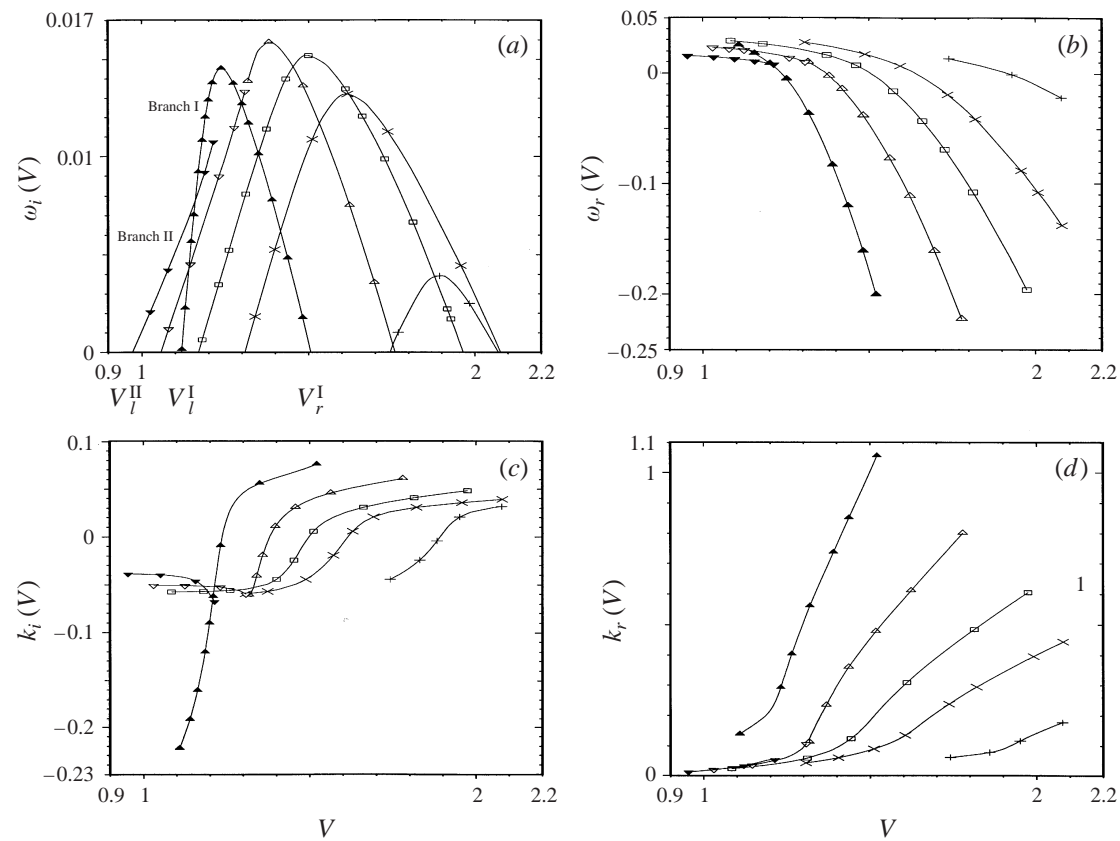 0.017
(a)
Branch I
0.01
ω_i (V)
Branch II
0
0.9 1 2 2.2
V_l^II V_l^I V_r^I
0.05
(b)
0
ω_r (V)
−0.1
−0.2
−0.25
0.9 1 2 2.2
0.1
(c)
0
k_i (V)
−0.1
−0.2
−0.23
0.9 1 2 2.2
V
1.1
(d)
1
1
k_r (V)
0
0.9 1 2 2.2
V